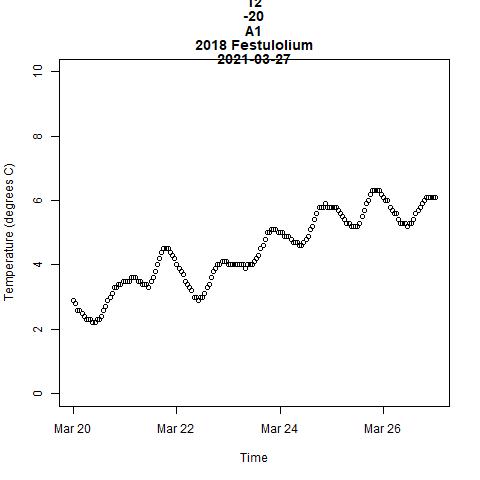 T2
-20
A1
2018 Festulolium
2021-03-27
Temperature (degrees C)
10
8
6
4
2
0
Mar 20
Mar 22
Mar 24
Mar 26
Time